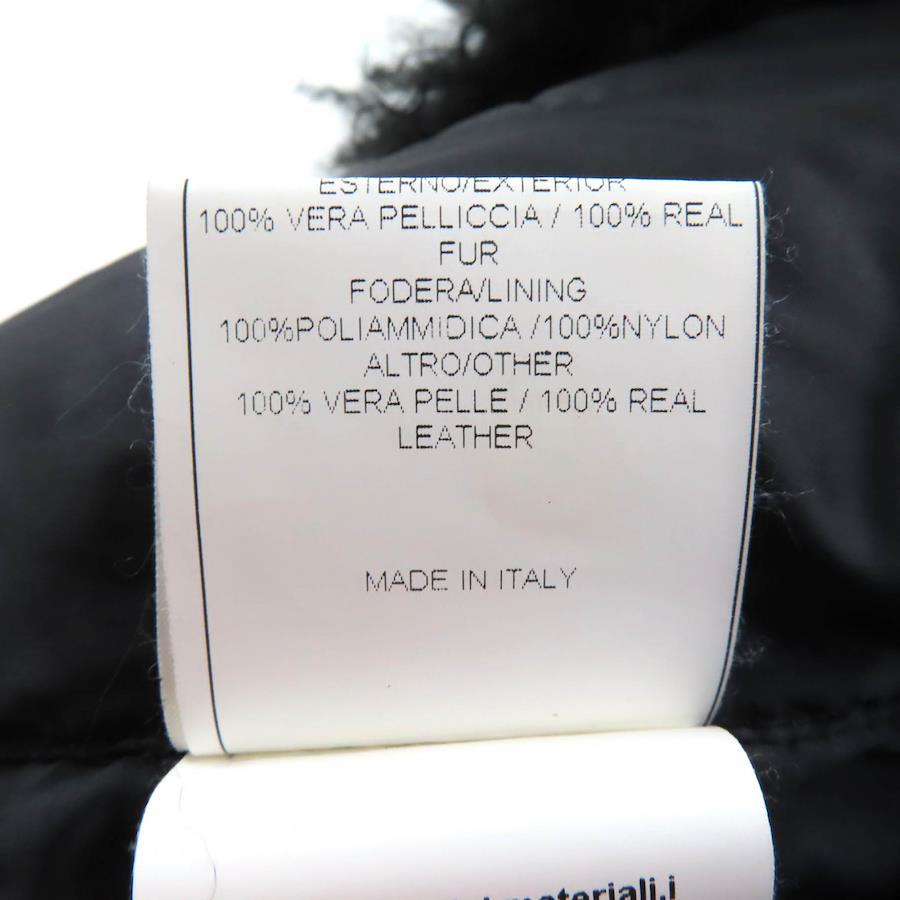 ESTERNO/EXTERIOR
100% VERA PELLICCIA / 100% REAL
FUR
FODERA/LINING
100%POLIAMMIDICA /100%NYLON
ALTRO/OTHER
100% VERA PELLE / 100% REAL
LEATHER
MADE IN ITALY
materiali.i